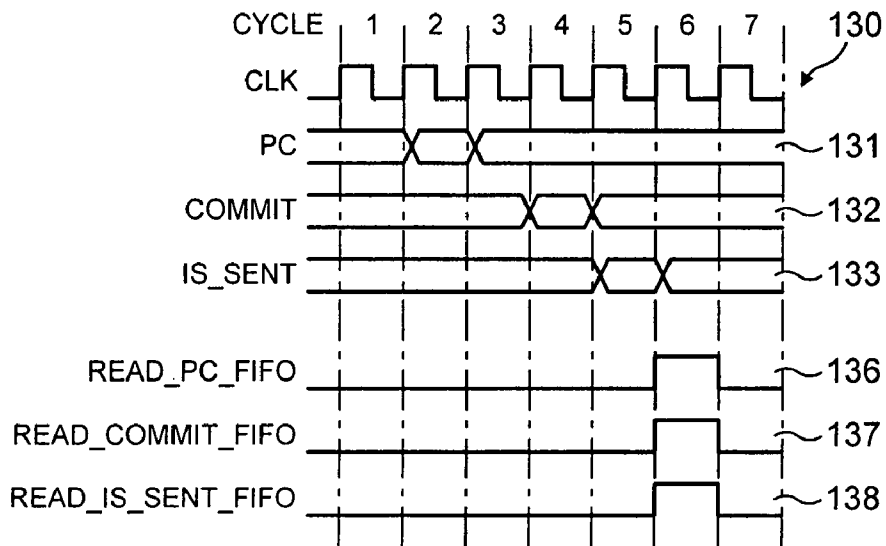 CYCLE 1 2 3 4 5 6 7 130
CLK
PC 131
COMMIT 132
IS_SENT 133
READ_PC_FIFO 136
READ_COMMIT_FIFO 137
READ_IS_SENT_FIFO 138